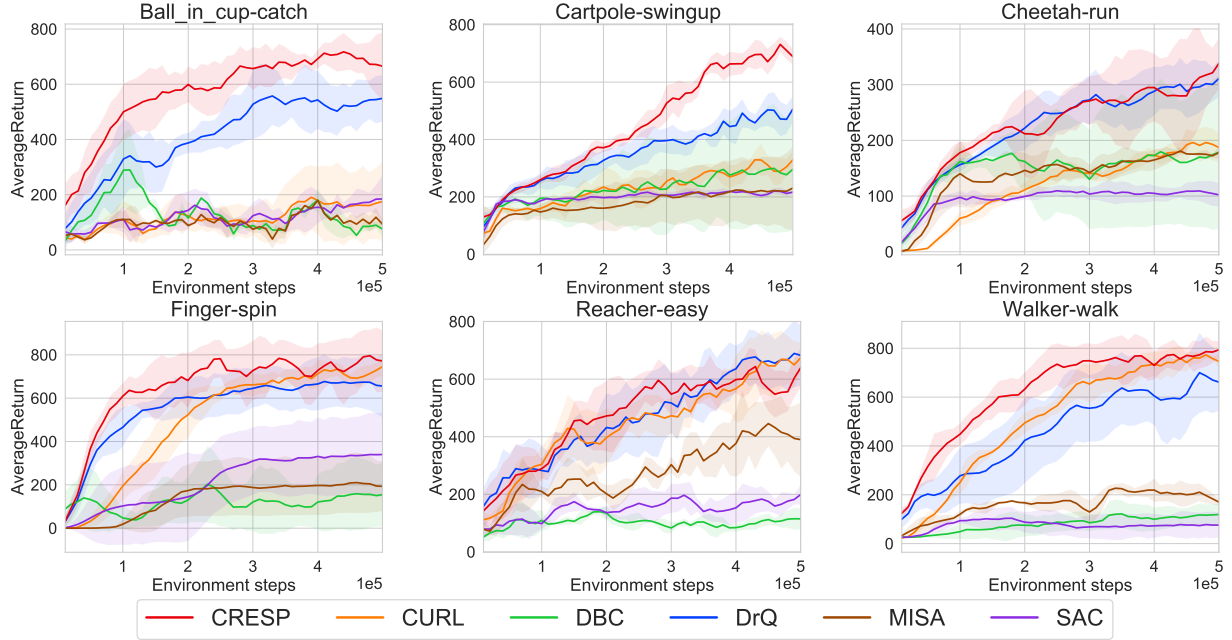 Ball_in_cup-catch
Cartpole-swingup
Cheetah-run
AverageReturn
800
600
400
200
0
1 2 3 4 5
Environment steps
1e5
AverageReturn
800
600
400
200
0
1 2 3 4
Environment steps
1e5
AverageReturn
400
300
200
100
0
1 2 3 4 5
Environment steps
1e5
Finger-spin
Reacher-easy
Walker-walk
AverageReturn
800
600
400
200
0
1 2 3 4 5
Environment steps
1e5
AverageReturn
800
600
400
200
0
1 2 3 4 5
Environment steps
1e5
AverageReturn
800
600
400
200
0
1 2 3 4 5
Environment steps
1e5
CRESP CURL DBC DrQ MISA SAC